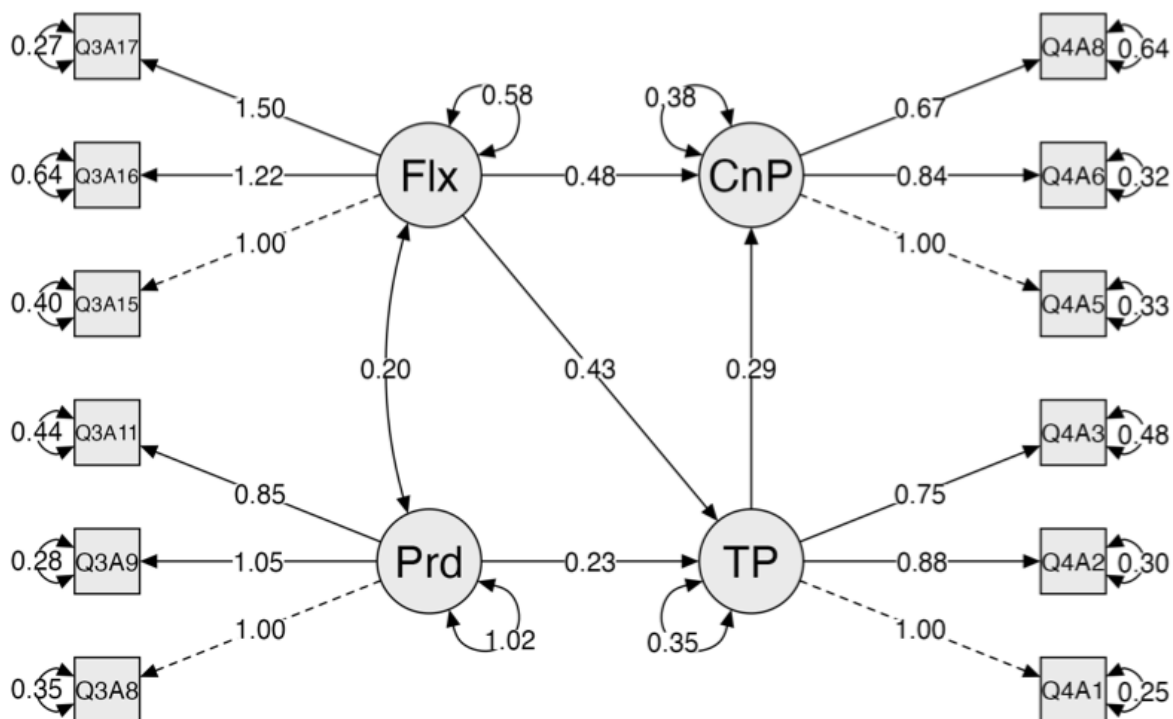 0.27 Q3A17
1.50
0.58
0.38
Q4A8 0.64
0.67
0.64 Q3A16
1.22
Flx
0.48
CnP
0.84
Q4A6 0.32
1.00
1.00
0.40 Q3A15
Q4A5 0.33
0.20
0.43
0.29
0.44 Q3A11
Q4A3 0.48
0.85
0.75
0.28 Q3A9
1.05
Prd
0.23
TP
0.88
Q4A2 0.30
1.00
1.02
0.35
1.00
0.35 Q3A8
Q4A1 0.25